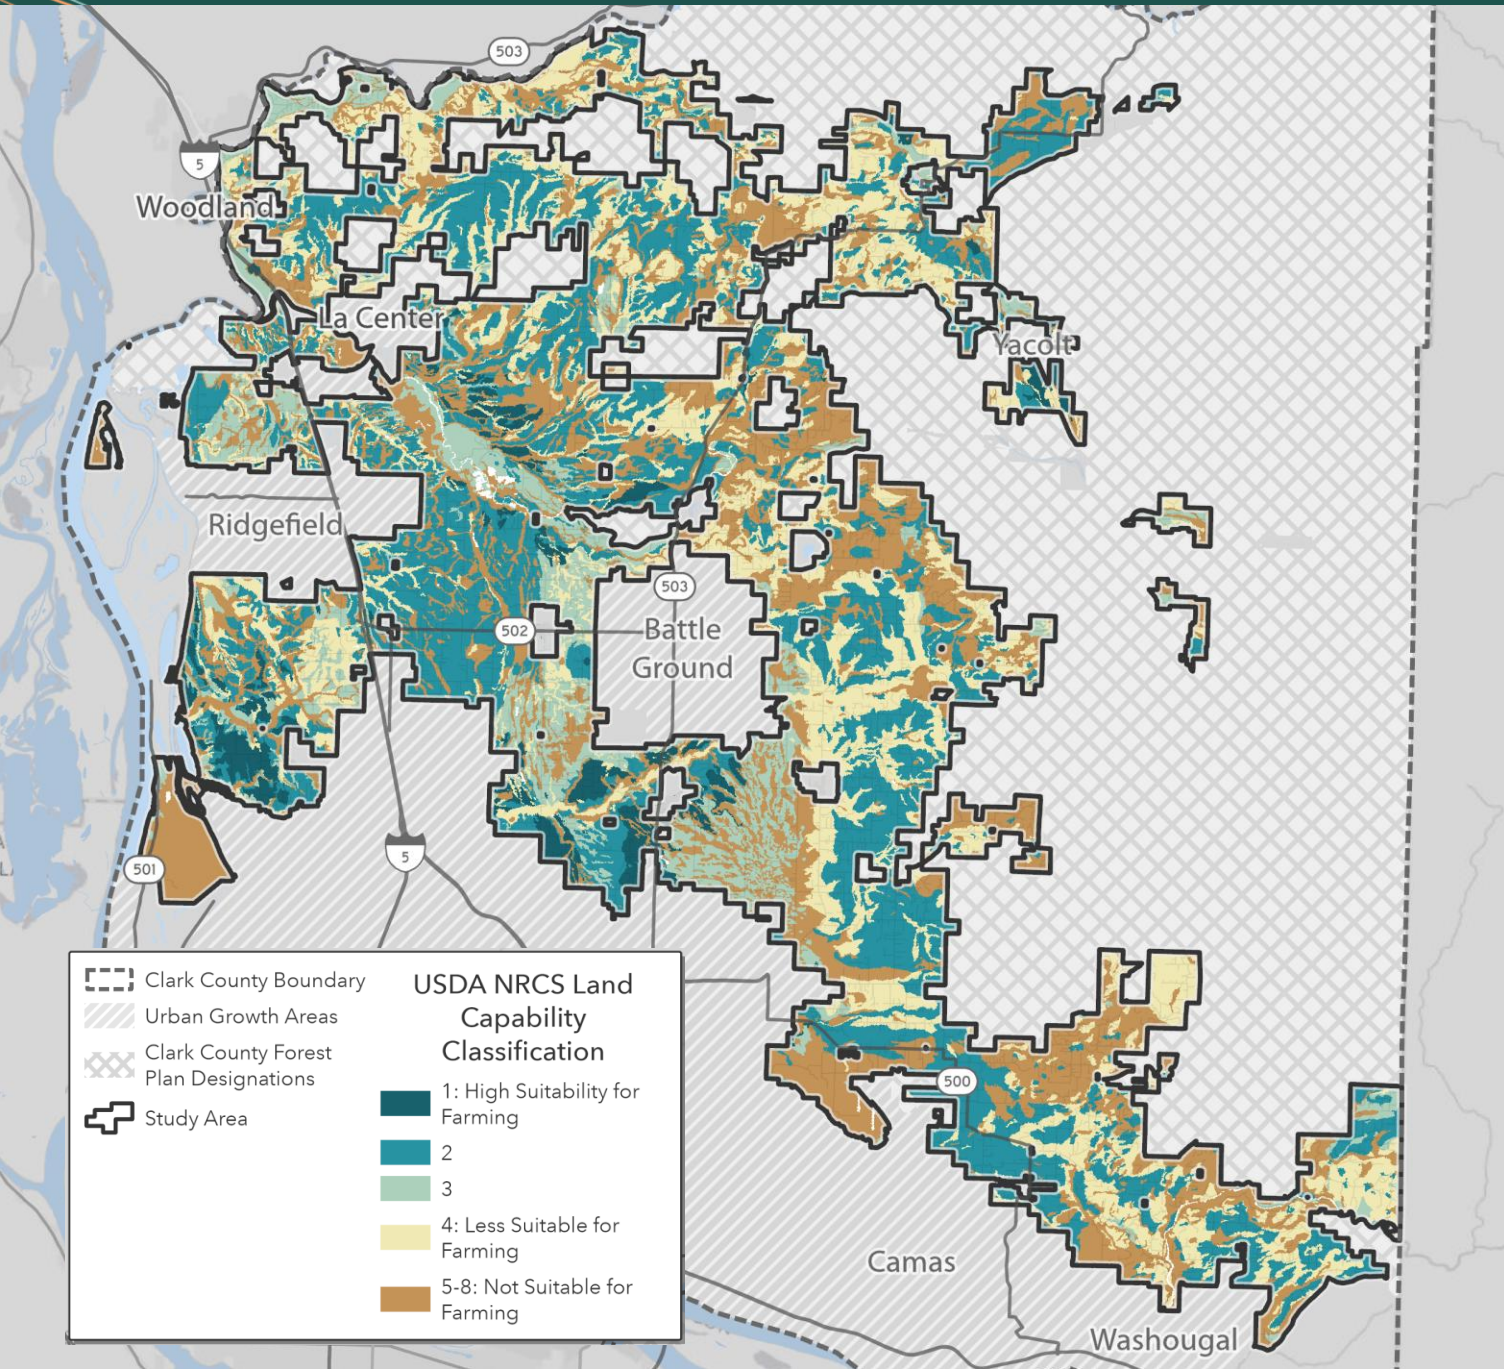 503
5
Woodland
La Center
Yacolt
Ridgefield
503
502
Battle
Ground
501
5
500
Camas
Washougal
Clark County Boundary
Urban Growth Areas
Clark County Forest
Plan Designations
Study Area
USDA NRCS Land
Capability
Classification
1: High Suitability for
Farming
2
3
4: Less Suitable for
Farming
5-8: Not Suitable for
Farming